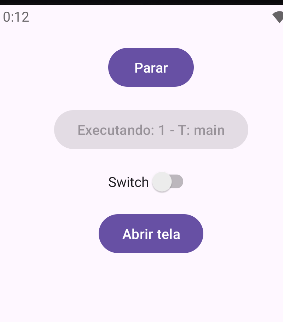 0:12
Parar
Executando: 1 - T: main
Switch
Abrir tela